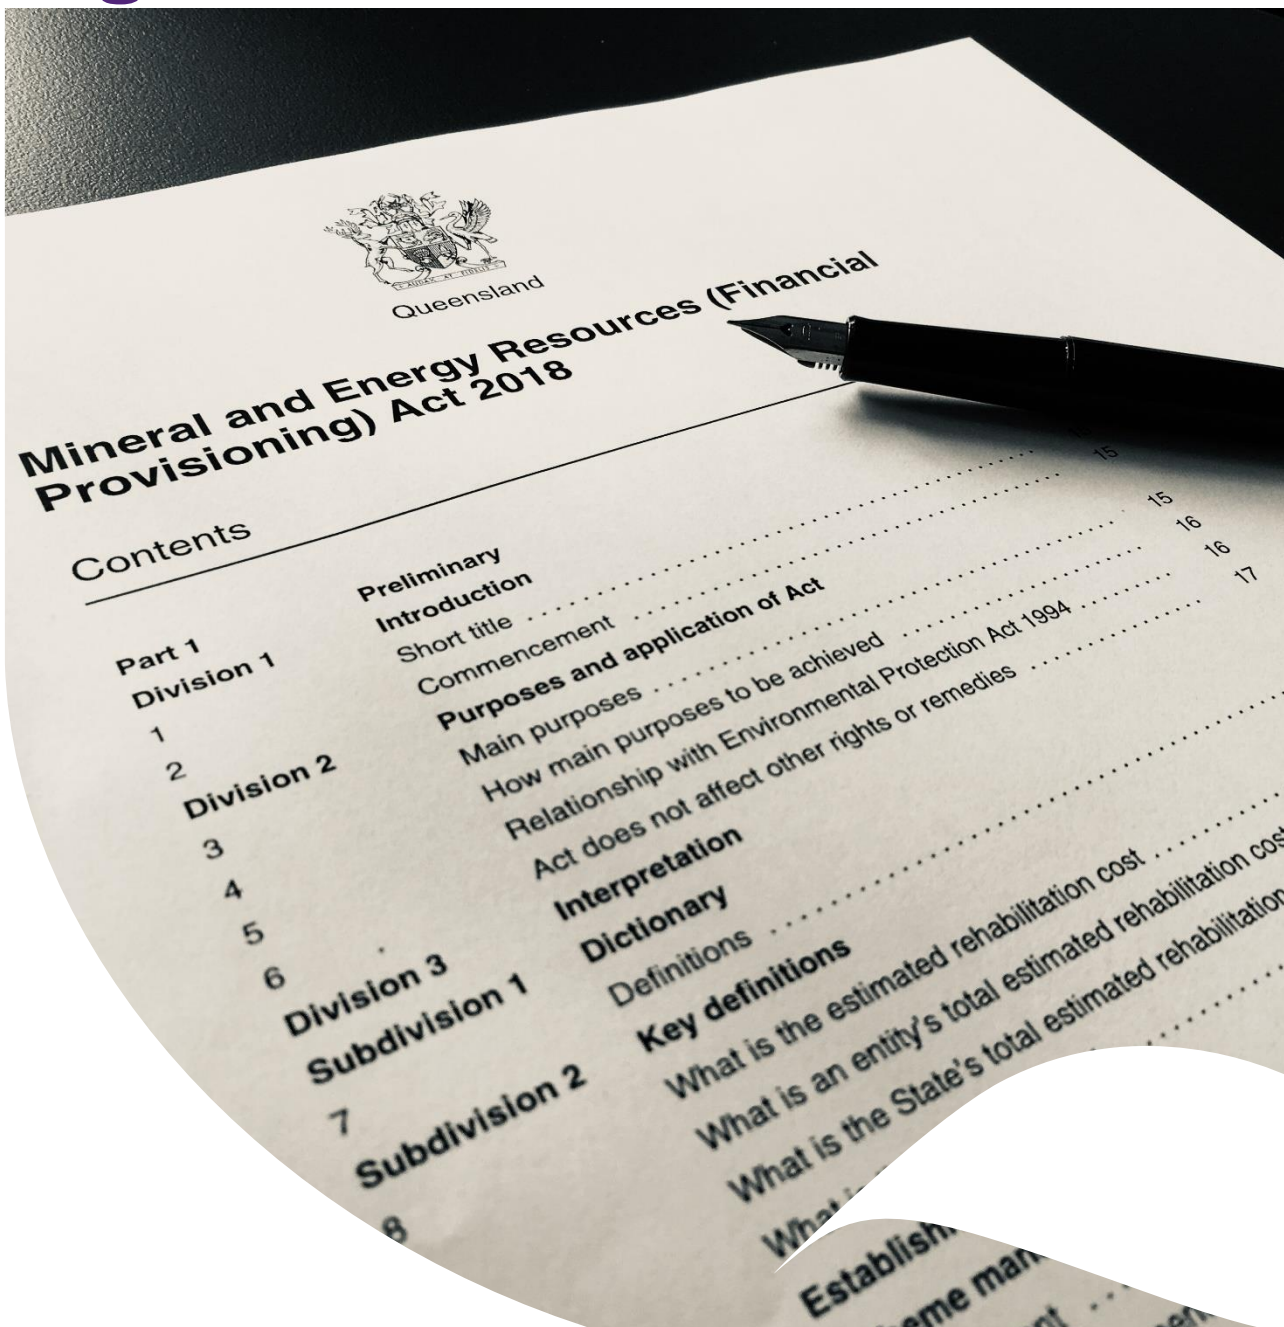 AUDAX AT FIDELIS
Queensland
Mineral and Energy Resources (Financial
Provisioning) Act 2018
Contents
Part 1 Preliminary
Division 1 Introduction
1 Short title . . . . . . . . . . . . . . . . . . . .
2 Commencement . . . . . . . . . . . . . . . . . . . . 15
Division 2 Purposes and application of Act
3 Main purposes . . . . . . . . . . . . . . . . . . . . 15
4 How main purposes to be achieved . . . . . . . . . . . . 16
5 Relationship with Environmental Protection Act 1994 . . . . . . . . 16
6 Act does not affect other rights or remedies . . . . . . . . . . . . 17
Division 3 Interpretation
Subdivision 1 Dictionary
7 Definitions . . . . . . . . . . . . . . . . . . . .
Subdivision 2 Key definitions
8 What is the estimated rehabilitation cost . . . . . . . .
What is an entity's total estimated rehabilitation
What is the State's total estimated rehabilitation